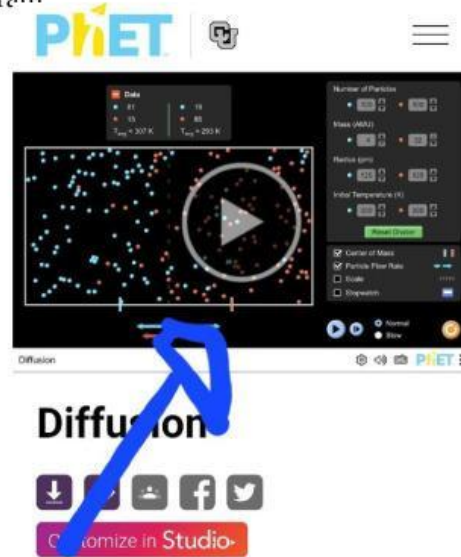 PhET
Data
Number of Particles
Mass (AMU)
Radius (pm)
Initial Temperature (K)
Reset Divider
Center of Mass
Particle Flow Rate
Scale
Stopwatch
Normal
Slow
Diffusion
PhET
Diffusion
in Studio